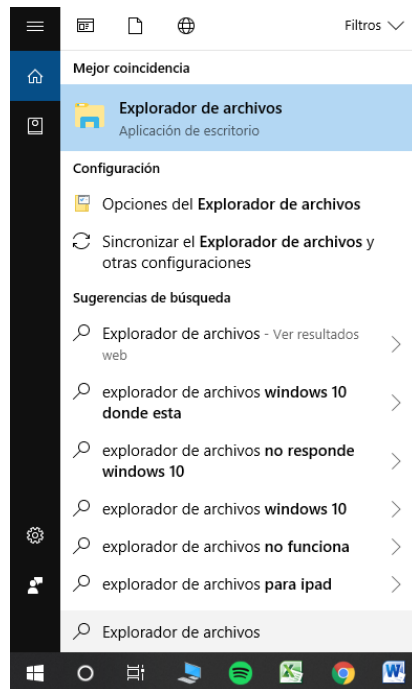 Filtros
Mejor coincidencia
Explorador de archivos
Aplicación de escritorio
Configuración
Opciones del Explorador de archivos
Sincronizar el Explorador de archivos y
otras configuraciones
Sugerencias de búsqueda
Explorador de archivos - Ver resultados
web
explorador de archivos windows 10
donde esta
explorador de archivos no responde
windows 10
explorador de archivos windows 10
explorador de archivos no funciona
explorador de archivos para ipad
Explorador de archivos